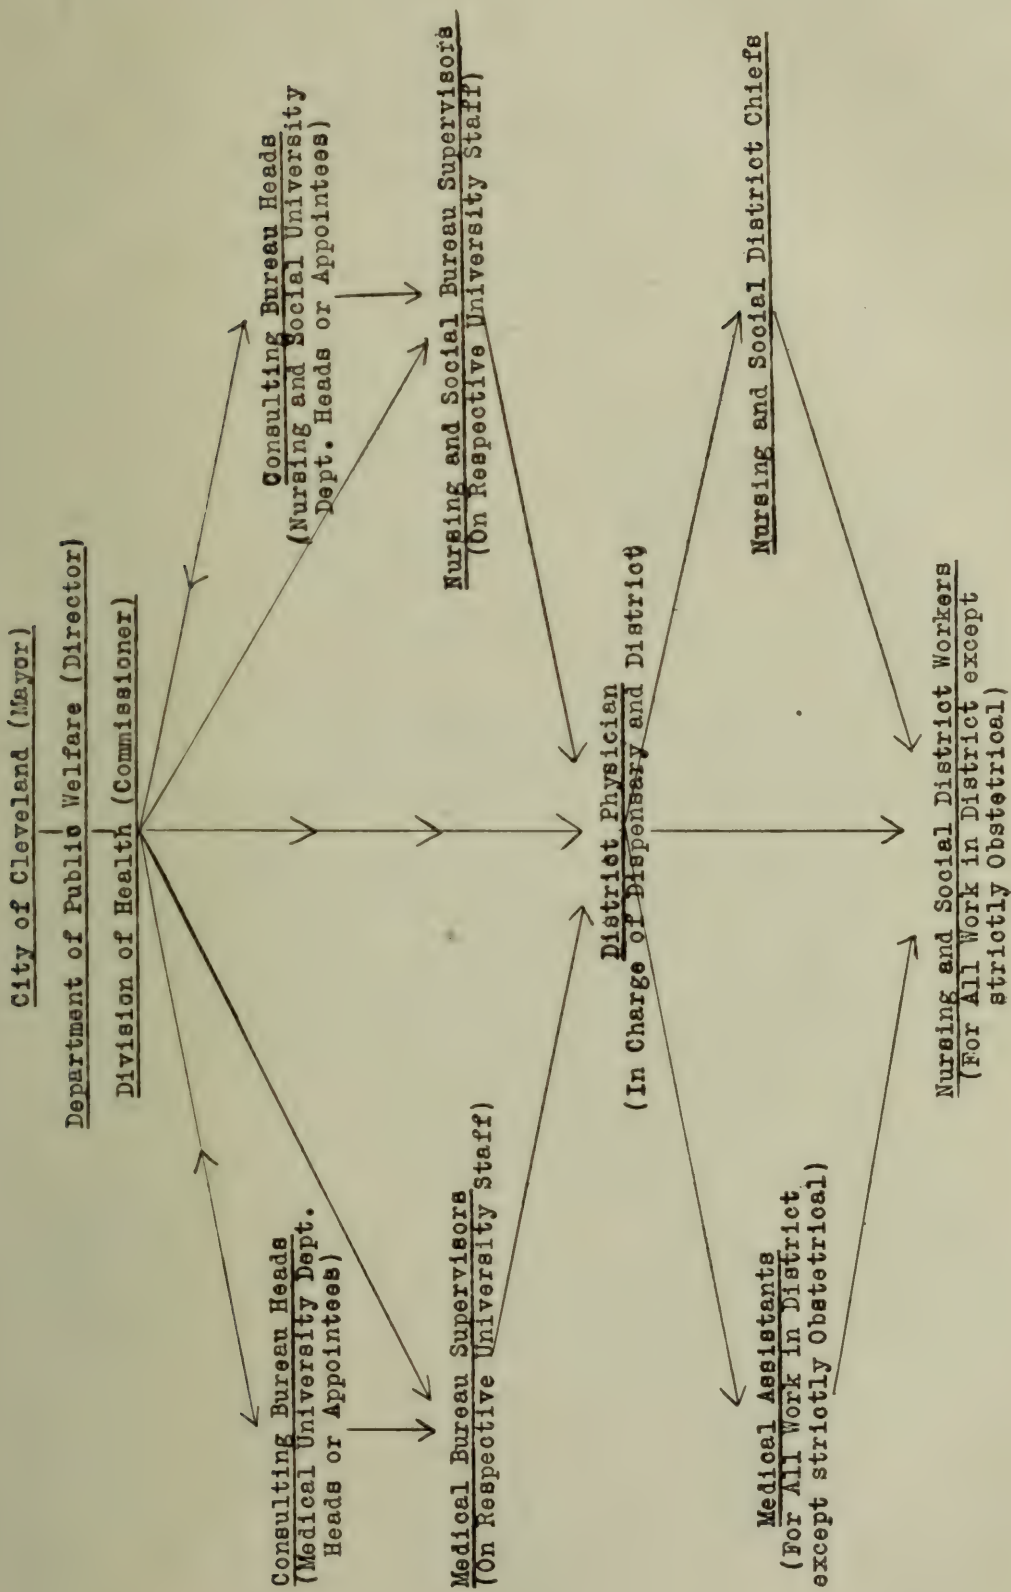 City of Cleveland (Mayor)
Department of Public Welfare (Director)
Division of Health (Commissioner)
Consulting Bureau Heads
(Medical University Dept.
Heads or Appointees)
Consulting Bureau Heads
(Nursing and Social University
Dept. Heads or Appointees)
Medical Bureau Supervisors
(On Respective University Staff)
Nursing and Social Bureau Supervisors
(On Respective University Staff)
District Physician
(In Charge of Dispensary and District)
Medical Assistants
(For All Work in District
except strictly Obstetrical)
Nursing and Social District Chiefs
Nursing and Social District Workers
(For All Work in District except
strictly Obstetrical)